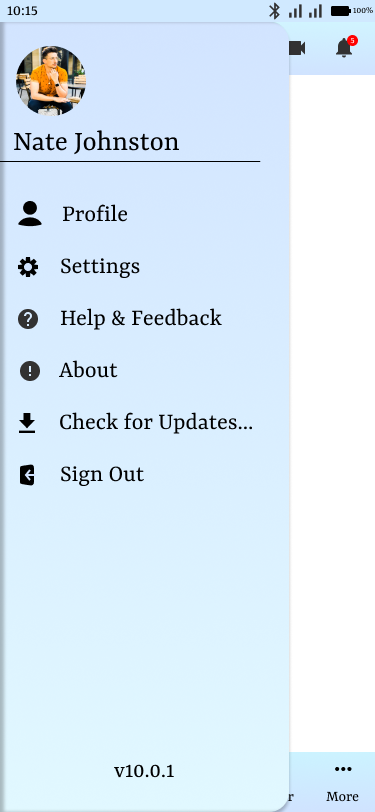 10:15
100%
5
Nate Johnston
Profile
Settings
Help & Feedback
About
Check for Updates...
Sign Out
v10.0.1
r
More